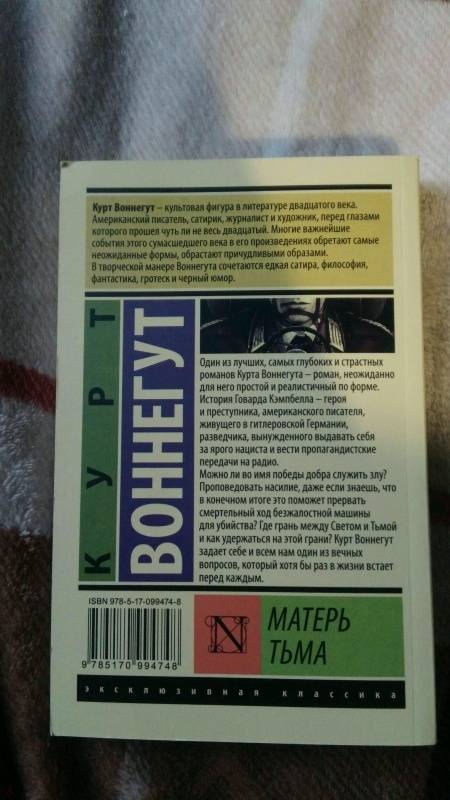 Курт Воннегут – культовая фигура в литературе двадцатого века.
Американский писатель, сатирик, журналист и художник, перед глазами
которого прошел чуть ли не весь двадцатый. Многие важнейшие
события этого сумасшедшего века в его произведениях обретают самые
неожиданные формы, обрастают причудливыми образами.
В творческой манере Воннегута сочетаются едкая сатира, философия,
фантастика, гротеск и черный юмор.
КУРТ
ВОННЕГУТ
Один из лучших, самых глубоких и страстных
романов Курта Воннегута – роман, неожиданно
для него простой и реалистичный по форме.
История Говарда Кэмпбелла – героя
и преступника, американского писателя,
живущего в гитлеровской Германии,
разведчика, вынужденного выдавать себя
за ярого нациста и вести пропагандистские
передачи на радио.
Можно ли во имя победы добра служить злу?
Проповедовать насилие, даже если знаешь, что
в конечном итоге это поможет прервать
смертельный ход безжалостной машины
для убийства? Где грань между Светом и Тьмой
и как удержаться на этой грани? Курт Воннегут
задает себе и всем нам один из вечных
вопросов, который хотя бы раз в жизни встает
перед каждым.
ISBN 978-5-17-099474-8
9 785170 994748
N
МАТЕРЬ
ТЬМА
эксклюзивная классика